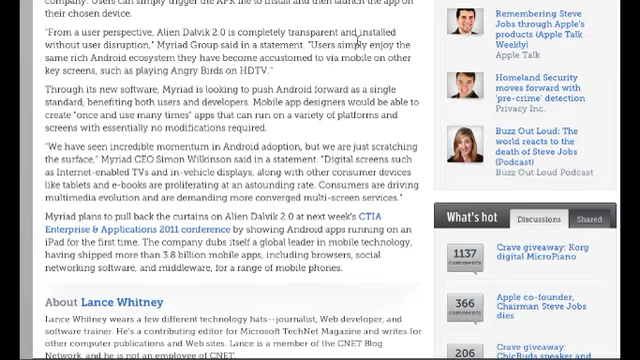 company. Users can simply trigger the APK file to install and then launch the app on
their chosen device.
"From a user perspective, Alien Dalvik 2.0 is completely transparent and installed
without user disruption," Myriad Group said in a statement. "Users simply enjoy the
same rich Android ecosystem they have become accustomed to via mobile on other
key screens, such as playing Angry Birds on HDTV."
Through its new software, Myriad is looking to push Android forward as a single
standard, benefiting both users and developers. Mobile app designers would be able to
create "once and use many times" apps that can run on a variety of platforms and
screens with essentially no modifications required.
"We have seen incredible momentum in Android adoption, but we are just scratching
the surface," Myriad CEO Simon Wilkinson said in a statement. "Digital screens such
as Internet-enabled TVs and in-vehicle displays, along with other consumer devices
like tablets and e-books are proliferating at an astounding rate. Consumers are driving
multimedia evolution and are demanding more converged multi-screen services."
Myriad plans to pull back the curtains on Alien Dalvik 2.0 at next week's CTIA
Enterprise & Applications 2011 conference by showing Android apps running on an
iPad for the first time. The company dubs itself a global leader in mobile technology,
having shipped more than 3.8 billion mobile apps, including browsers, social
networking software, and middleware, for a range of mobile phones.
About Lance Whitney
Lance Whitney wears a few different technology hats--journalist, Web developer, and
software trainer. He's a contributing editor for Microsoft TechNet Magazine and writes for
other computer publications and Web sites. Lance is a member of the CNET Blog
Network, and he is not an employee of CNET.
Remembering Steve
Jobs through Apple's
products (Apple Talk
Weekly)
Apple Talk
Homeland Security
moves forward with
'pre-crime' detection
Privacy Inc.
Buzz Out Loud: The
world reacts to the
death of Steve Jobs
(Podcast)
Buzz Out Loud Podcast
What's hot
Discussions
Shared
1137
comments
Crave giveaway: Korg
digital MicroPiano
366
comments
Apple co-founder,
Chairman Steve Jobs
dies
206
Crave giveaway:
ChicBuds speaker and